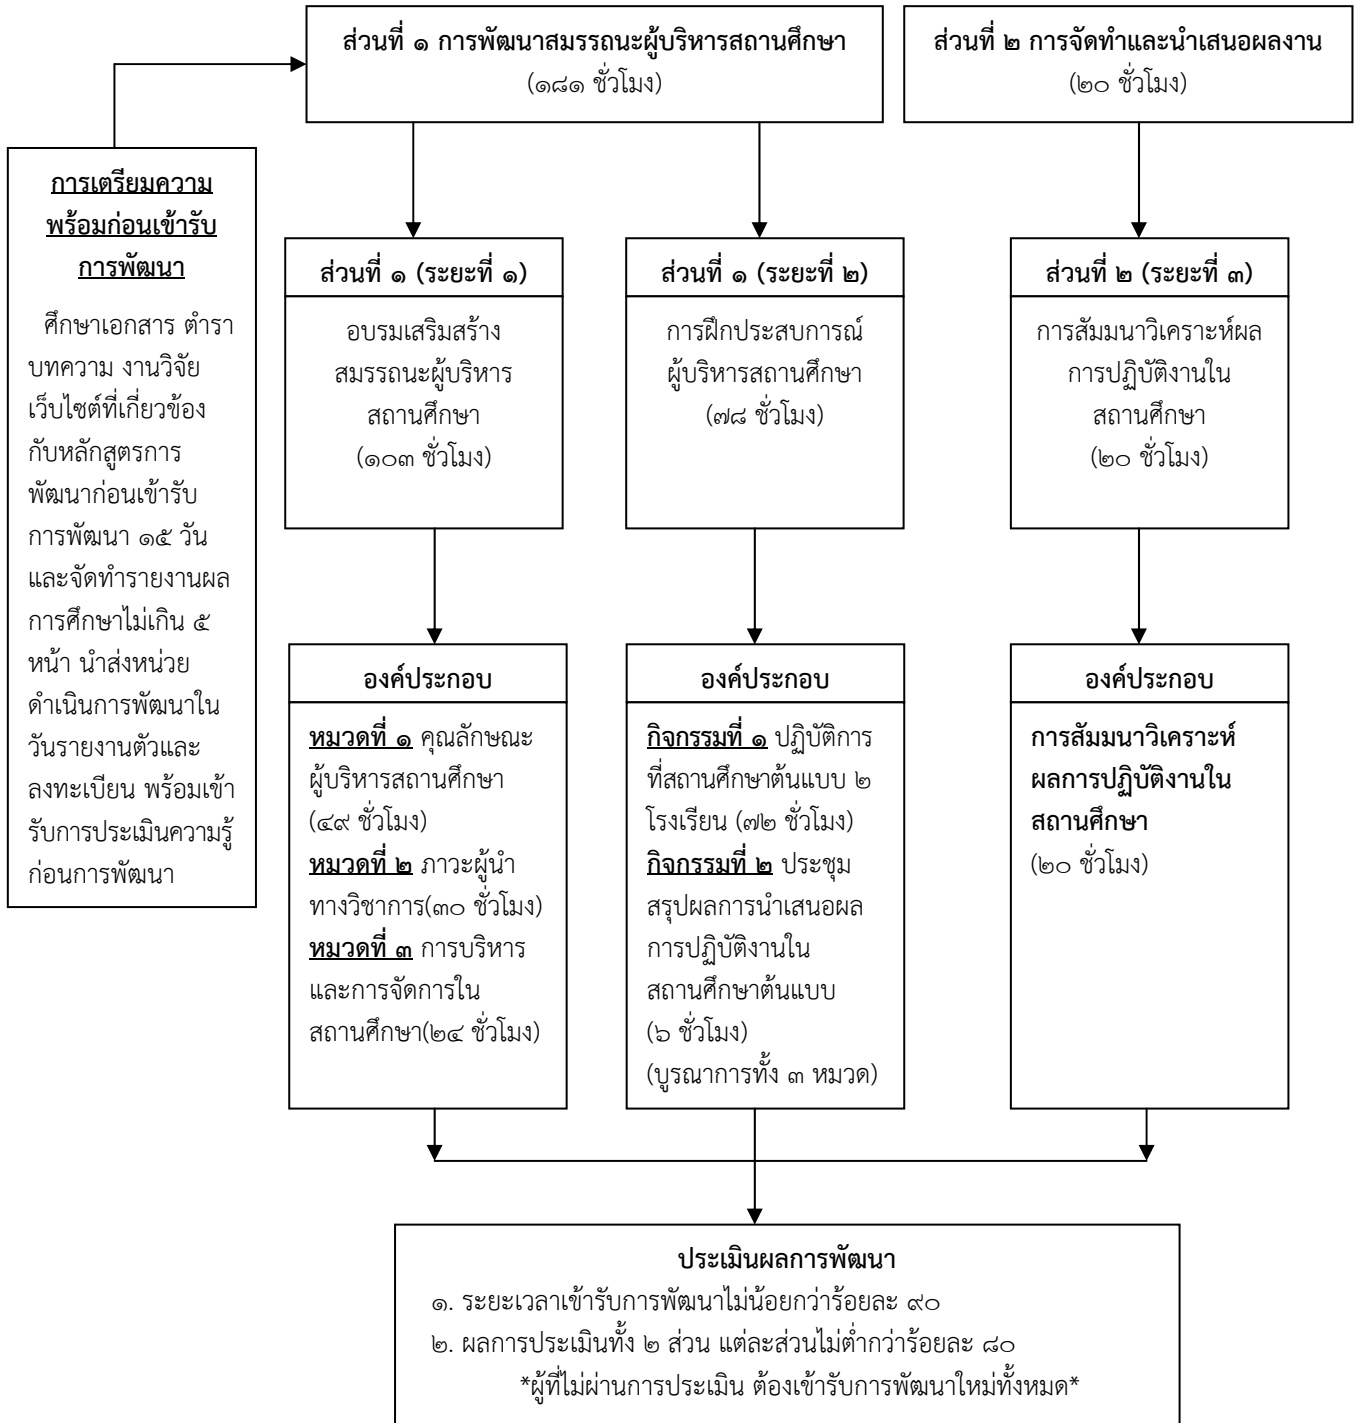 ส่วนที่ ๑ การพัฒนาสมรรถนะผู้บริหารสถานศึกษา
(๑๘๑ ชั่วโมง)
ส่วนที่ ๒ การจัดทำและนำเสนอผลงาน
(๒๐ ชั่วโมง)
การเตรียมความ
พร้อมก่อนเข้ารับ
การพัฒนา
ศึกษาเอกสาร ตำรา
บทความ งานวิจัย
เว็บไซต์ที่เกี่ยวข้อง
กับหลักสูตรการ
พัฒนาก่อนเข้ารับ
การพัฒนา ๑๕ วัน
และจัดทำรายงานผล
การศึกษาไม่เกิน ๕
หน้า นำส่งหน่วย
ดำเนินการพัฒนาใน
วันรายงานตัวและ
ลงทะเบียน พร้อมเข้า
รับการประเมินความรู้
ก่อนการพัฒนา
ส่วนที่ ๑ (ระยะที่ ๑)
อบรมเสริมสร้าง
สมรรถนะผู้บริหาร
สถานศึกษา
(๑๐๓ ชั่วโมง)
ส่วนที่ ๑ (ระยะที่ ๒)
การฝึกประสบการณ์
ผู้บริหารสถานศึกษา
(๗๘ ชั่วโมง)
ส่วนที่ ๒ (ระยะที่ ๓)
การสัมมนาวิเคราะห์ผล
การปฏิบัติงานใน
สถานศึกษา
(๒๐ ชั่วโมง)
องค์ประกอบ
หมวดที่ ๑ คุณลักษณะ
ผู้บริหารสถานศึกษา
(๔๙ ชั่วโมง)
หมวดที่ ๒ ภาวะผู้นำ
ทางวิชาการ(๓๐ ชั่วโมง)
หมวดที่ ๓ การบริหาร
และการจัดการใน
สถานศึกษา(๒๔ ชั่วโมง)
องค์ประกอบ
กิจกรรมที่ ๑ ปฏิบัติการ
ที่สถานศึกษาต้นแบบ ๒
โรงเรียน (๗๒ ชั่วโมง)
กิจกรรมที่ ๒ ประชุม
สรุปผลการนำเสนอผล
การปฏิบัติงานใน
สถานศึกษาต้นแบบ
(๖ ชั่วโมง)
(บูรณาการทั้ง ๓ หมวด)
องค์ประกอบ
การสัมมนาวิเคราะห์
ผลการปฏิบัติงานใน
สถานศึกษา
(๒๐ ชั่วโมง)
ประเมินผลการพัฒนา
๑. ระยะเวลาเข้ารับการพัฒนาไม่น้อยกว่าร้อยละ ๙๐
๒. ผลการประเมินทั้ง ๒ ส่วน แต่ละส่วนไม่ต่ำกว่าร้อยละ ๘๐
*ผู้ที่ไม่ผ่านการประเมิน ต้องเข้ารับการพัฒนาใหม่ทั้งหมด*